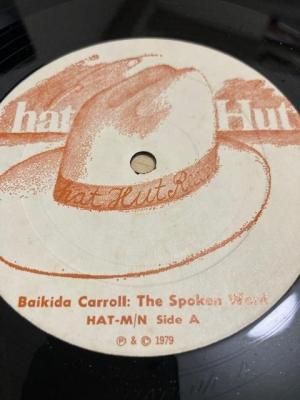 hat Hut
hat Hut R
Baikida Carroll: The Spoken Word
HAT-M/N Side A
Ⓟ & © 1979